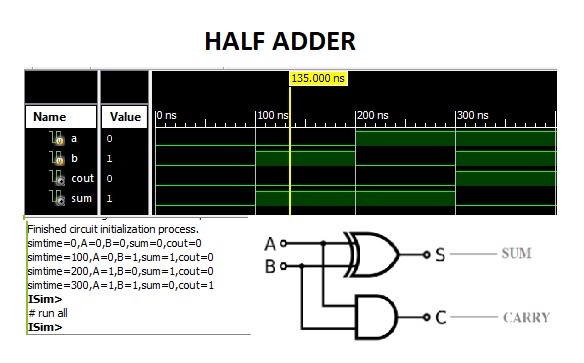 HALF ADDER
135.000 ns
Name Value 0 ns 100 ns 200 ns 300 ns
a 0
b 1
cout 0
sum 1
Finished circuit initialization process.
simtime=0,A=0,B=0,sum=0,cout=0
simtime=100,A=0,B=1,sum=1,cout=0
simtime=200,A=1,B=0,sum=1,cout=0
simtime=300,A=1,B=1,sum=0,cout=1
ISim>
# run all
ISim>
A S SUM
B
C CARRY